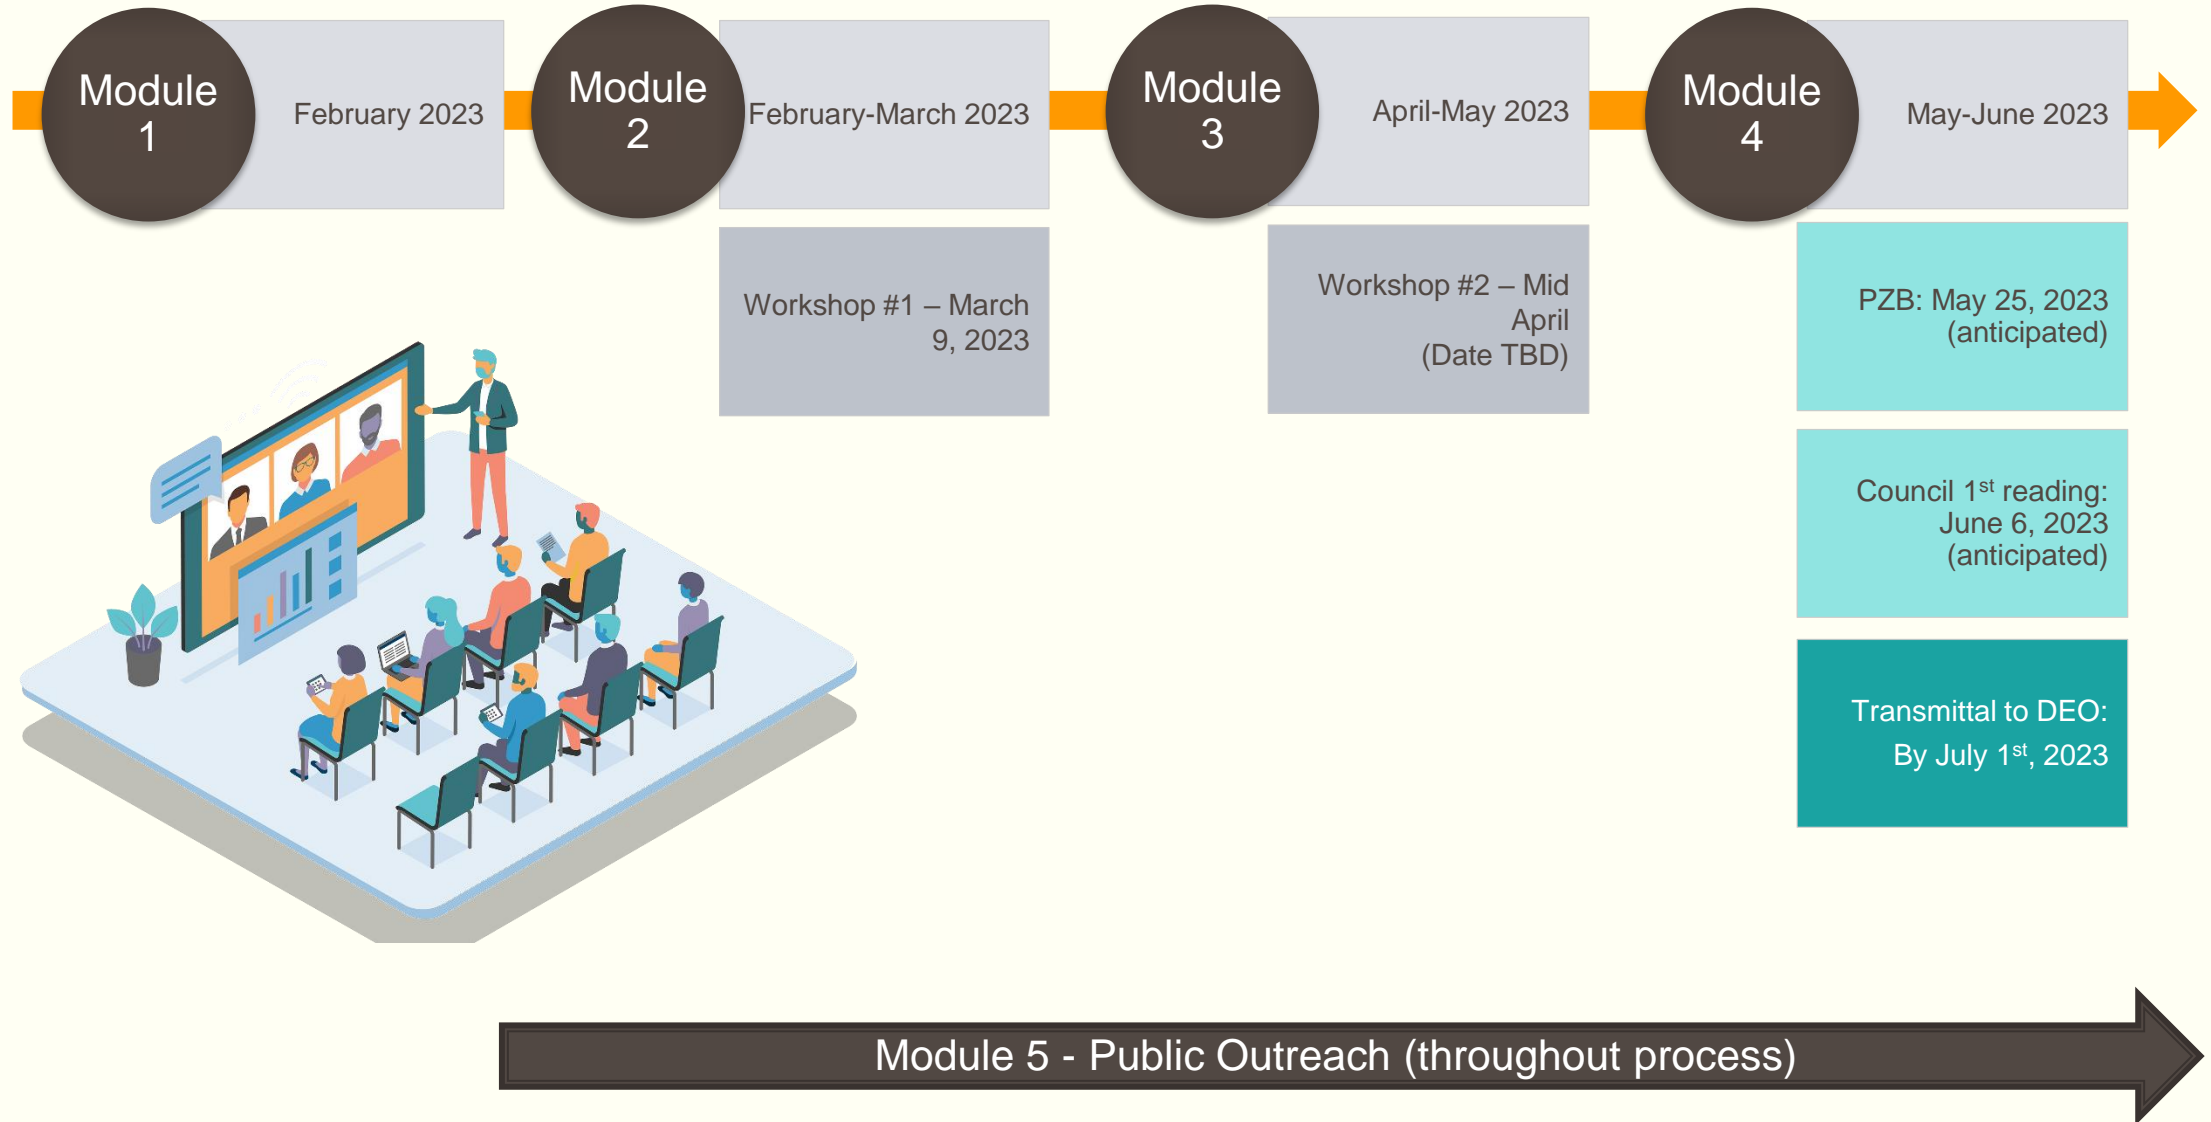 Module
1
February 2023
Module
2
February-March 2023
Module
3
April-May 2023
Module
4
May-June 2023
Workshop #1 – March
9, 2023
Workshop #2 – Mid
April
(Date TBD)
PZB: May 25, 2023
(anticipated)
Council 1st reading:
June 6, 2023
(anticipated)
Transmittal to DEO:
By July 1st, 2023
Module 5 - Public Outreach (throughout process)